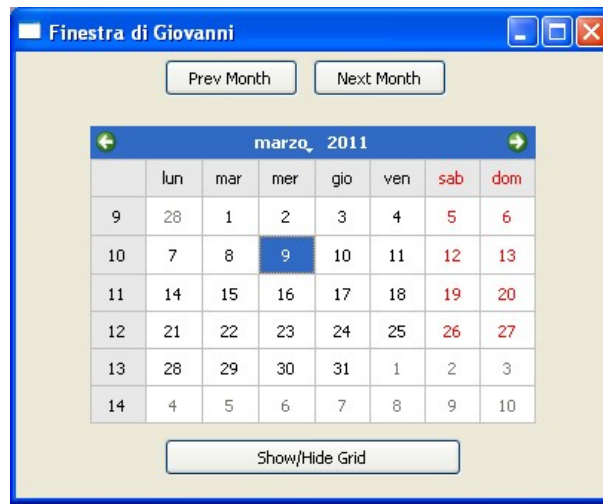 Finestra di Giovanni
Prev Month Next Month
marzo 2011
lun mar mer gio ven sab dom
9 28 1 2 3 4 5 6
10 7 8 9 10 11 12 13
11 14 15 16 17 18 19 20
12 21 22 23 24 25 26 27
13 28 29 30 31 1 2 3
14 4 5 6 7 8 9 10
Show/Hide Grid